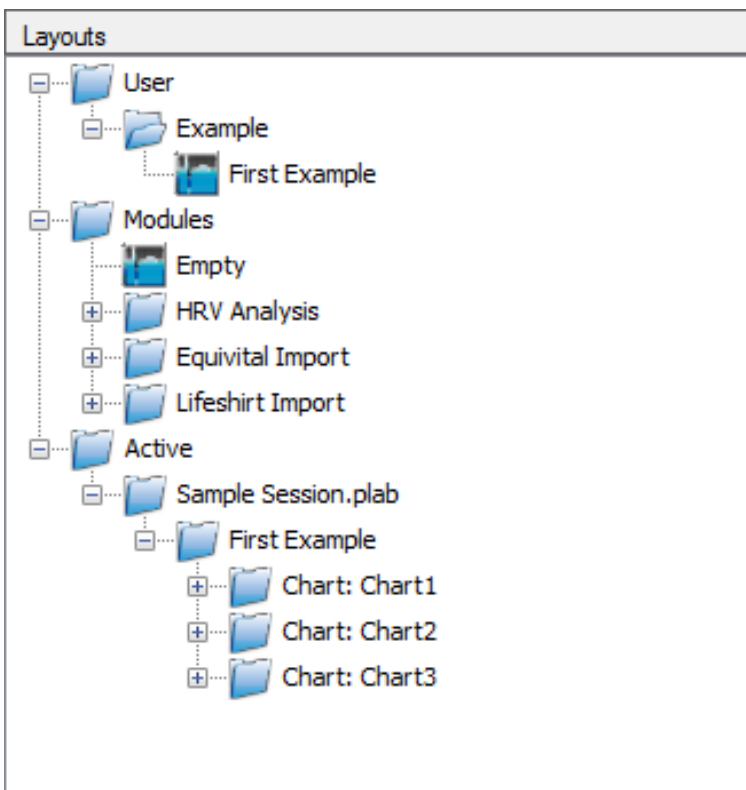 Layouts
User
Example
First Example
Modules
Empty
HRV Analysis
Equivital Import
Lifeshirt Import
Active
Sample Session.plab
First Example
Chart: Chart1
Chart: Chart2
Chart: Chart3